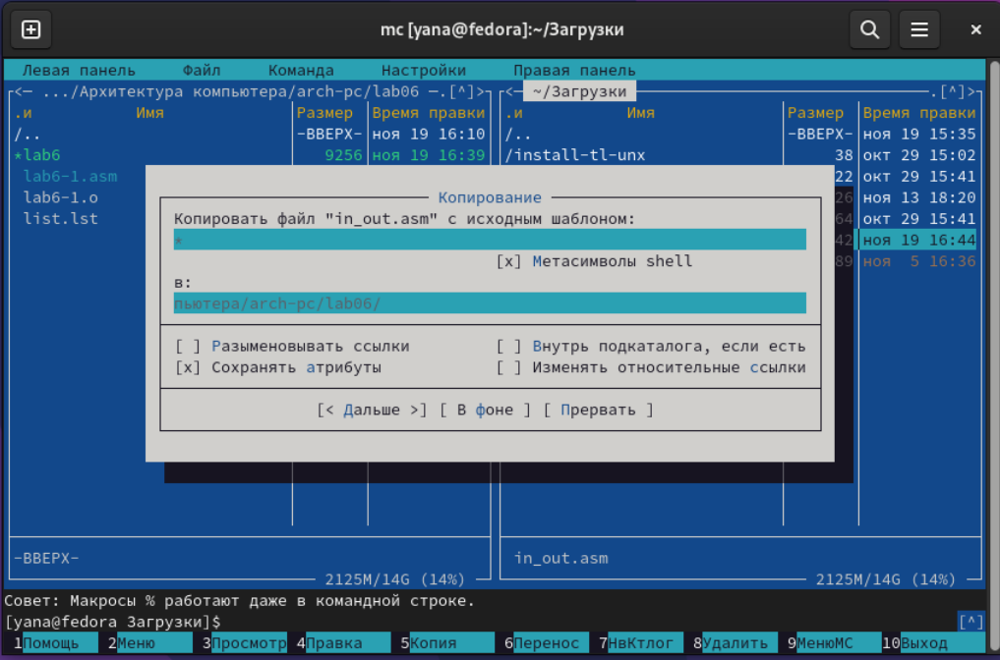 mc [yana@fedora]:~/Загрузки
Левая панель Файл Команда Настройки Правая панель
<— .../Архитектура компьютера/arch-pc/lab06 —.[^]> <— ~/Загрузки .[^]>
.и Имя Размер Время правки .и Имя Размер Время правки
/.. -ВВЕРХ- ноя 19 16:10 /.. -ВВЕРХ- ноя 19 15:35
*lab6 9256 ноя 19 16:39 /install-tl-unx 38 окт 29 15:02
lab6-1.asm 22 окт 29 15:41
lab6-1.o 26 ноя 13 18:20
list.lst 64 окт 29 15:41
42 ноя 19 16:44
89 ноя 5 16:36
Копирование
Копировать файл "in_out.asm" с исходным шаблоном:
*
[x] Метасимволы shell
в:
пьютера/arch-pc/lab06/
[ ] Разыменовывать ссылки [ ] Внутрь подкаталога, если есть
[x] Сохранять атрибуты [ ] Изменять относительные ссылки
[< Дальше >] [ В фоне ] [ Прервать ]
-ВВЕРХ- in_out.asm
2125M/14G (14%) 2125M/14G (14%)
Совет: Макросы % работают даже в командной строке.
[yana@fedora Загрузки]$ [^]
1Помощь 2Меню 3Просмотр 4Правка 5Копия 6Перенос 7НвКтлог 8Удалить 9МенюМС 10Выход